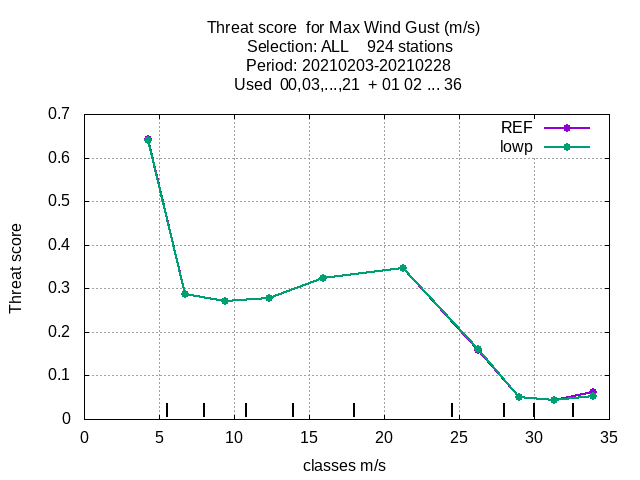 Threat score  for Max Wind Gust (m/s)
Selection: ALL    924 stations
Period: 20210203-20210228
Used  00,03,...,21  + 01 02 ... 36
0.7
0.6
0.5
0.4
0.3
0.2
0.1
0
Threat score
REF
lowp
0 5 10 15 20 25 30 35
classes m/s